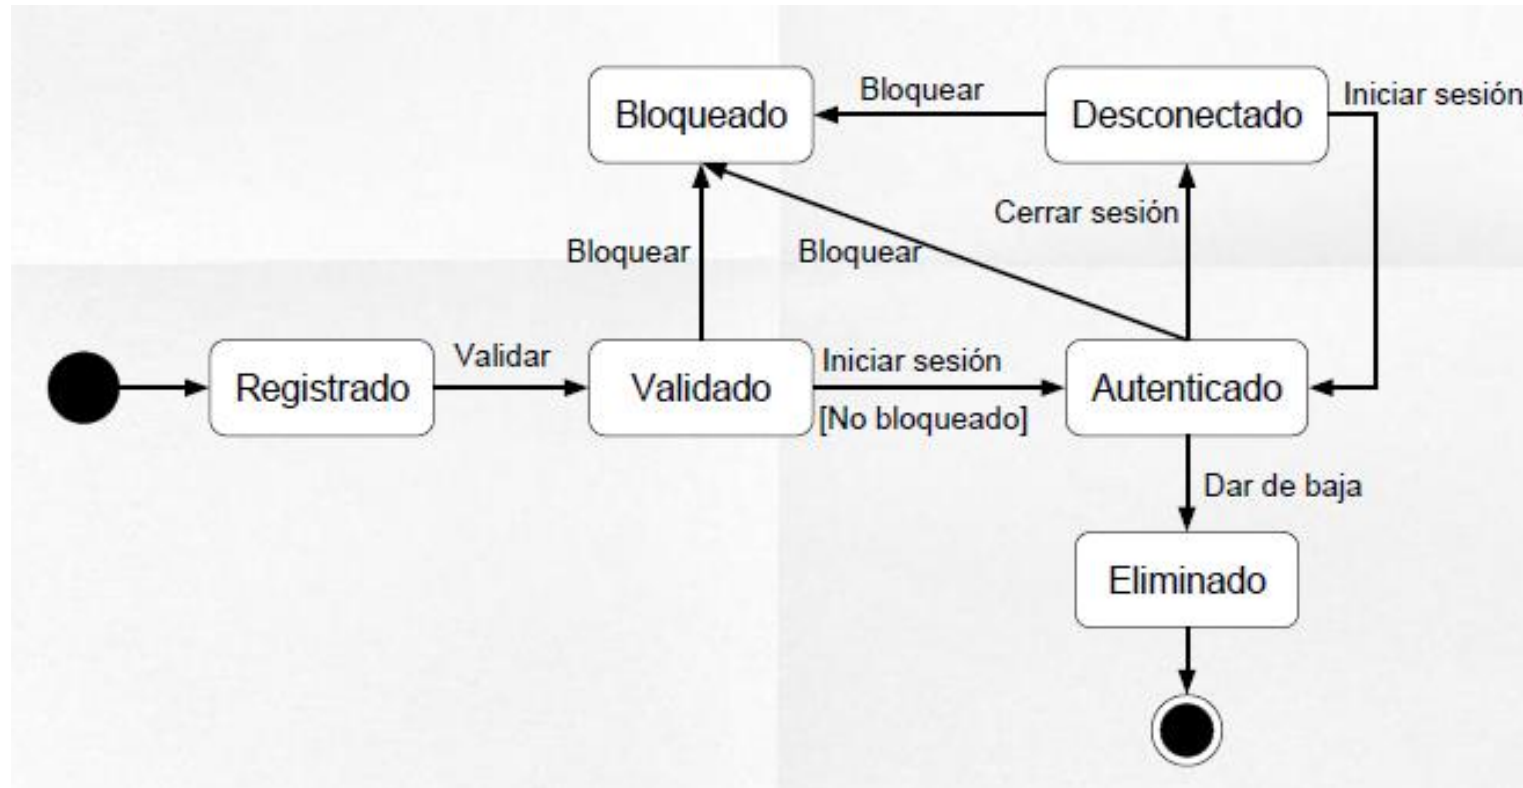 Bloqueado
Bloquear
Desconectado
Iniciar sesión
Cerrar sesión
Bloquear
Bloquear
Registrado
Validar
Validado
Iniciar sesión
[No bloqueado]
Autenticado
Dar de baja
Eliminado